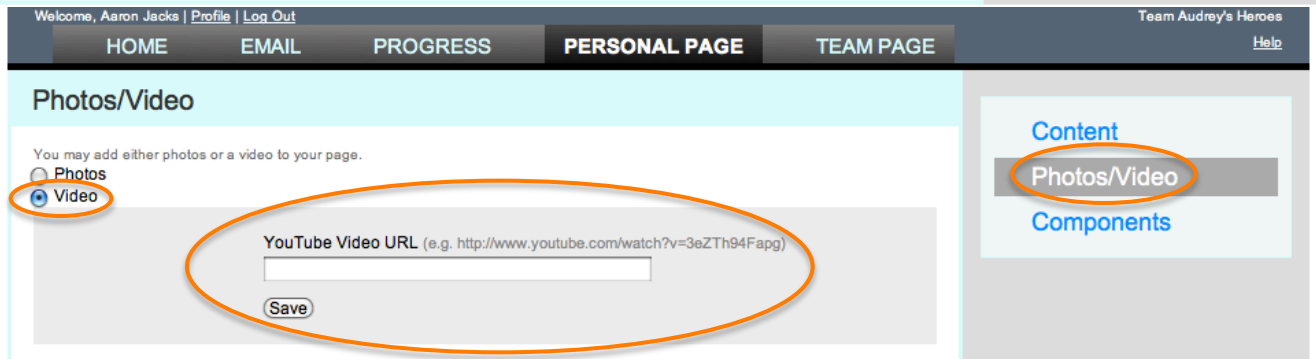 Welcome, Aaron Jacks | Profile | Log Out
Team Audrey's Heroes
HOME EMAIL PROGRESS PERSONAL PAGE TEAM PAGE
Help
Photos/Video
You may add either photos or a video to your page.
Photos
Video
YouTube Video URL (e.g. http://www.youtube.com/watch?v=3eZTh94Fapg)
Save
Content
Photos/Video
Components